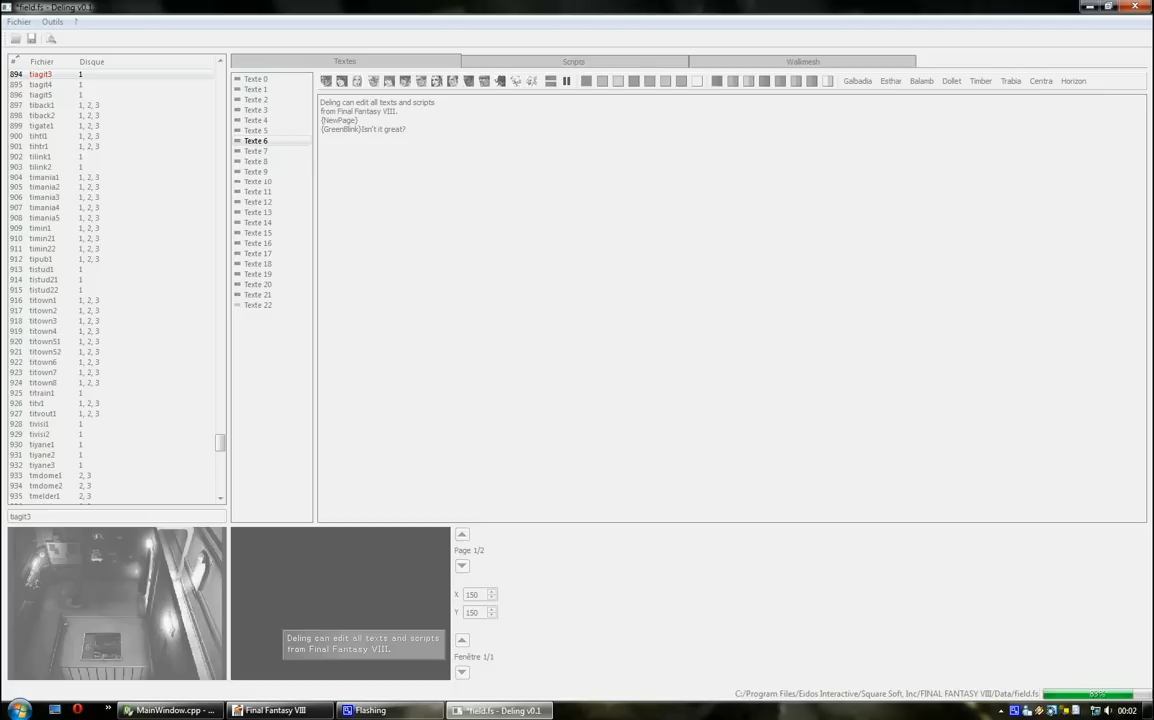 *field.fs - Deling v0.1
Fichier Outils ?
# Fichier Disque
894 tiagit3 1
895 tiagit4 1
896 tiagit5 1
897 tiback1 1, 2, 3
898 tiback2 1, 2, 3
899 tigate1 1, 2, 3
900 tihtl1 1, 2, 3
901 tihtr1 1, 2, 3
902 tilink1 1
903 tilink2 1
904 timania1 1, 2, 3
905 timania2 1, 2, 3
906 timania3 1, 2, 3
907 timania4 1, 2, 3
908 timania5 1, 2, 3
909 timin1 1, 2, 3
910 timin21 1, 2, 3
911 timin22 1, 2, 3
912 tipub1 1, 2, 3
913 tistud1 1
914 tistud21 1
915 tistud22 1
916 titown1 1, 2, 3
917 titown2 1, 2, 3
918 titown3 1, 2, 3
919 titown4 1, 2, 3
920 titown51 1, 2, 3
921 titown52 1, 2, 3
922 titown6 1, 2, 3
923 titown7 1, 2, 3
924 titown8 1, 2, 3
925 titrain1 1
926 titv1 1, 2, 3
927 titvout1 1, 2, 3
928 tivisi1 1
929 tivisi2 1
930 tiyane1 1
931 tiyane2 1
932 tiyane3 1
933 tmdome1 2, 3
934 tmdome2 2, 3
935 tmelder1 2, 3
tiagit3
Textes Scripts Walkmesh
Texte 0
Texte 1
Texte 2
Texte 3
Texte 4
Texte 5
Texte 6
Texte 7
Texte 8
Texte 9
Texte 10
Texte 11
Texte 12
Texte 13
Texte 14
Texte 15
Texte 16
Texte 17
Texte 18
Texte 19
Texte 20
Texte 21
Texte 22
Galbadia Esthar Balamb Dollet Timber Trabia Centra Horizon
Deling can edit all texts and scripts
from Final Fantasy VIII.
{NewPage}
{GreenBlink}Isn't it great?
Deling can edit all texts and scripts
from Final Fantasy VIII.
Page 1/2
X 150
Y 150
Fenêtre 1/1
C:/Program Files/Eidos Interactive/Square Soft, Inc/FINAL FANTASY VIII/Data/field.fs 83%
MainWindow.cpp - ... Final Fantasy VIII Flashing *field.fs - Deling v0.1 00:02